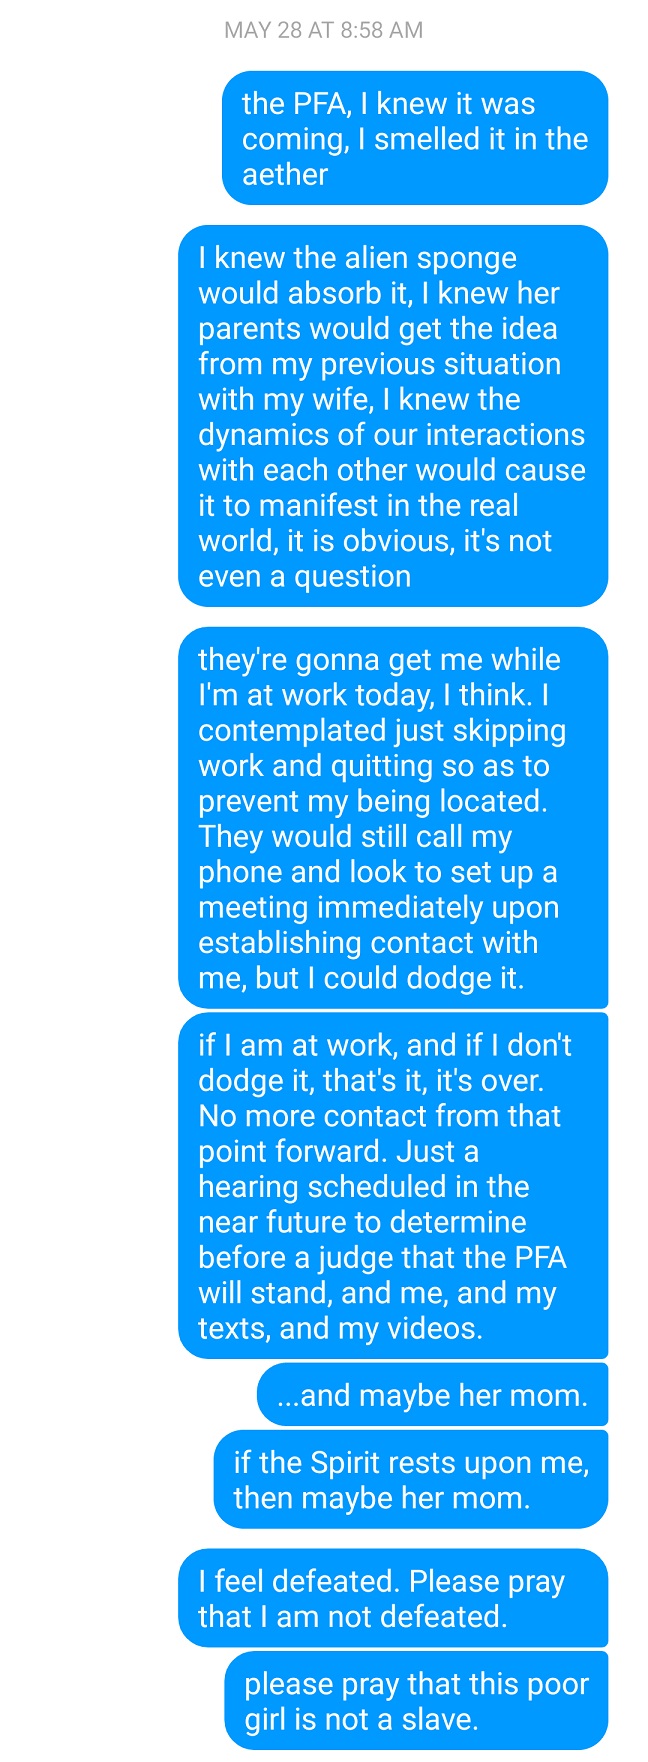 MAY 28 AT 8:58 AM
the PFA, I knew it was
coming, I smelled it in the
aether
I knew the alien sponge
would absorb it, I knew her
parents would get the idea
from my previous situation
with my wife, I knew the
dynamics of our interactions
with each other would cause
it to manifest in the real
world, it is obvious, it's not
even a question
they're gonna get me while
I'm at work today, I think. I
contemplated just skipping
work and quitting so as to
prevent my being located.
They would still call my
phone and look to set up a
meeting immediately upon
establishing contact with
me, but I could dodge it.
if I am at work, and if I don't
dodge it, that's it, it's over.
No more contact from that
point forward. Just a
hearing scheduled in the
near future to determine
before a judge that the PFA
will stand, and me, and my
texts, and my videos.
...and maybe her mom.
if the Spirit rests upon me,
then maybe her mom.
I feel defeated. Please pray
that I am not defeated.
please pray that this poor
girl is not a slave.